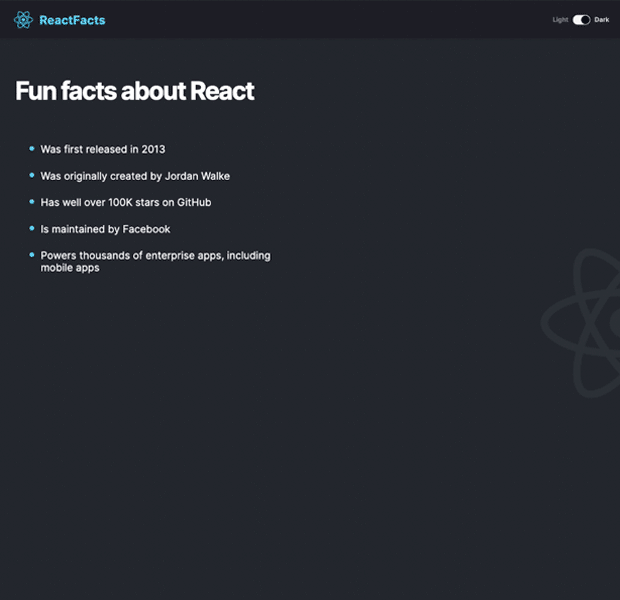 ReactFacts
Light Dark
Fun facts about React
Was first released in 2013
Was originally created by Jordan Walke
Has well over 100K stars on GitHub
Is maintained by Facebook
Powers thousands of enterprise apps, including
mobile apps